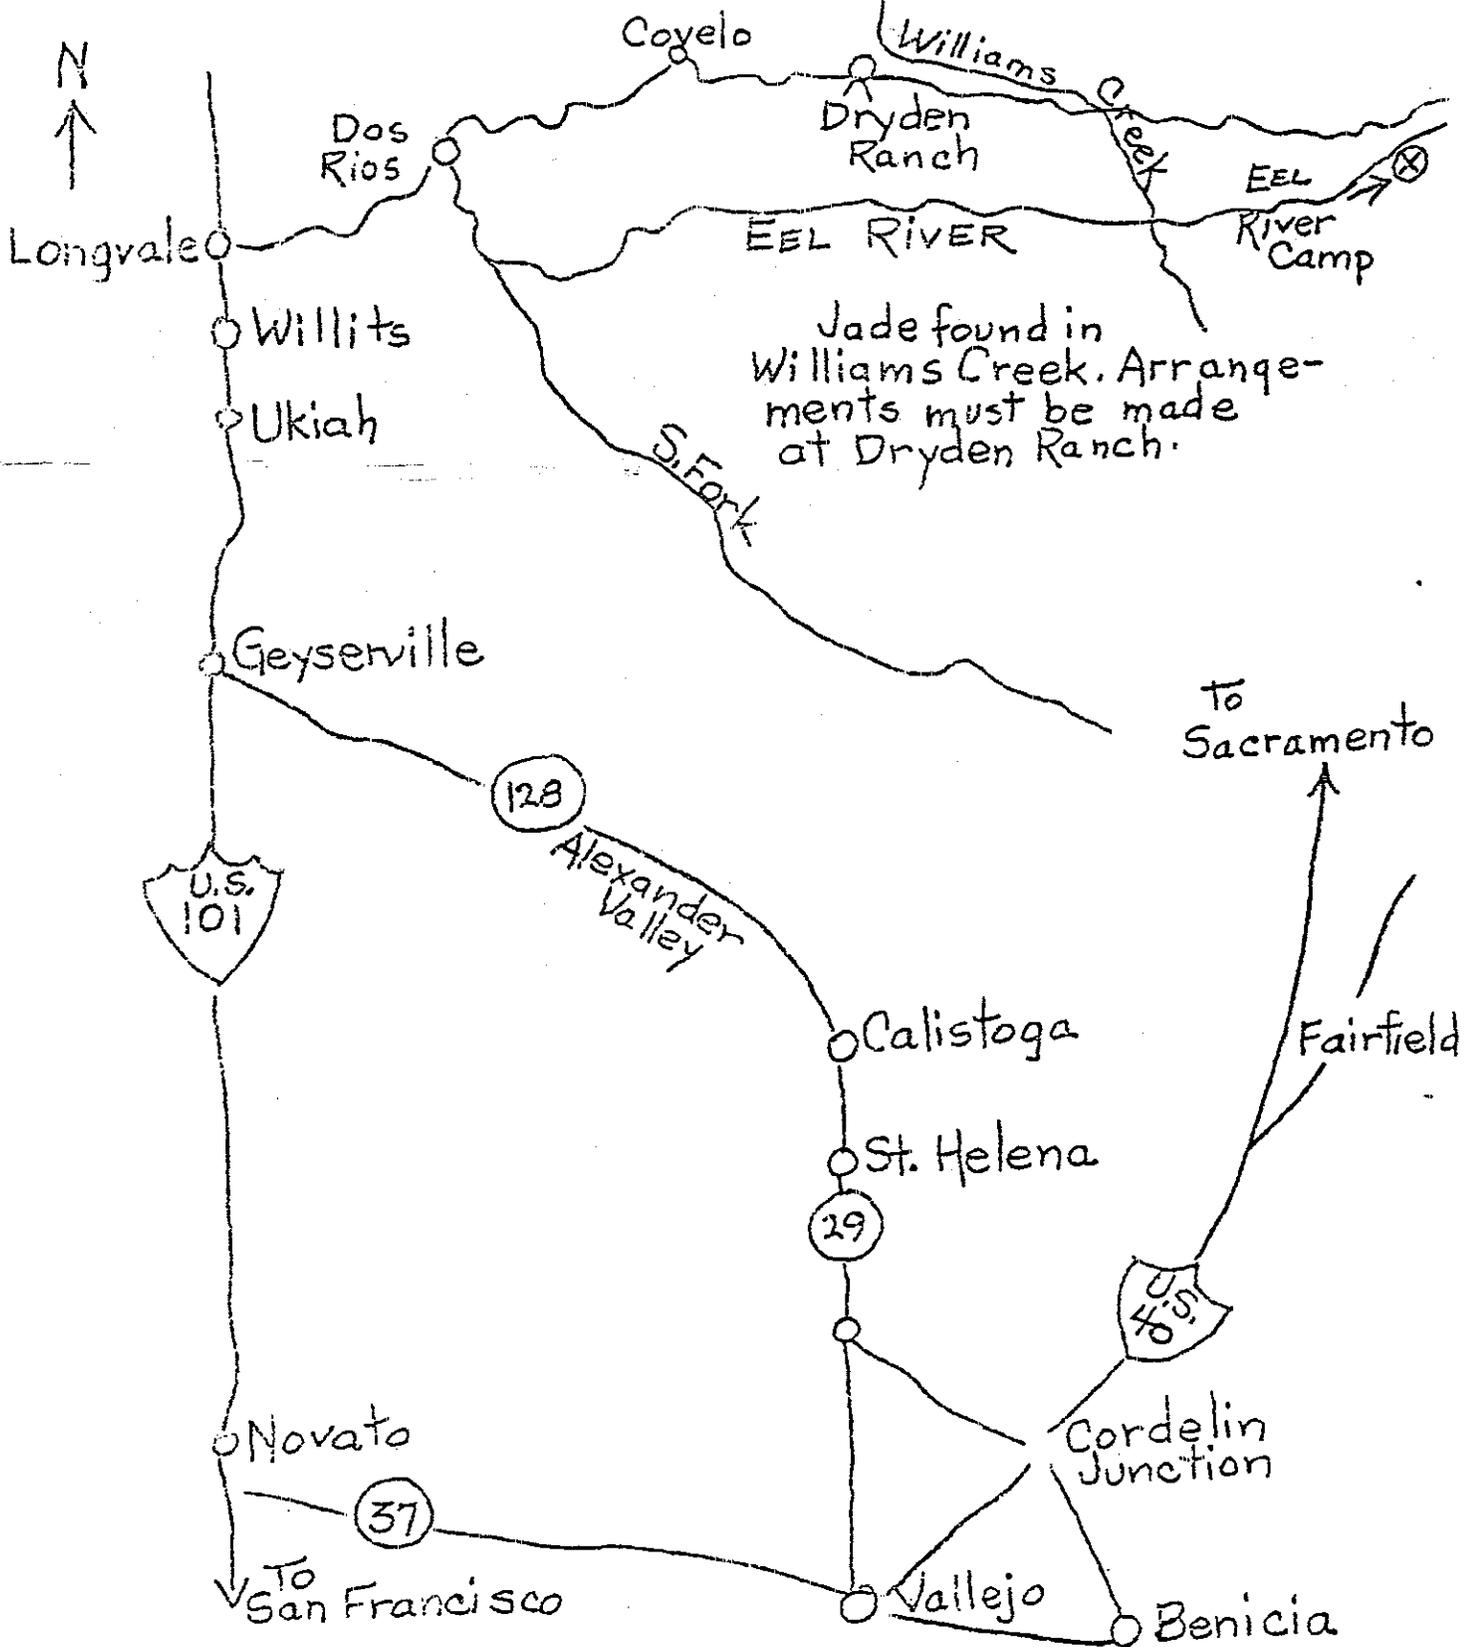 N
Covelo
Williams Creek
Dos
Rios
Dryden
Ranch
Eel
River
Camp
Longvale
EEL RIVER
Willits
Jade found in
Williams Creek. Arrange-
ments must be made
at Dryden Ranch.
Ukiah
S. Fork
Geyserville
To
Sacramento
128
Alexander
Valley
U.S.
101
Calistoga
Fairfield
St. Helena
29
U.S.
40
Novato
Cordelin
Junction
37
To
San Francisco
Vallejo
Benicia